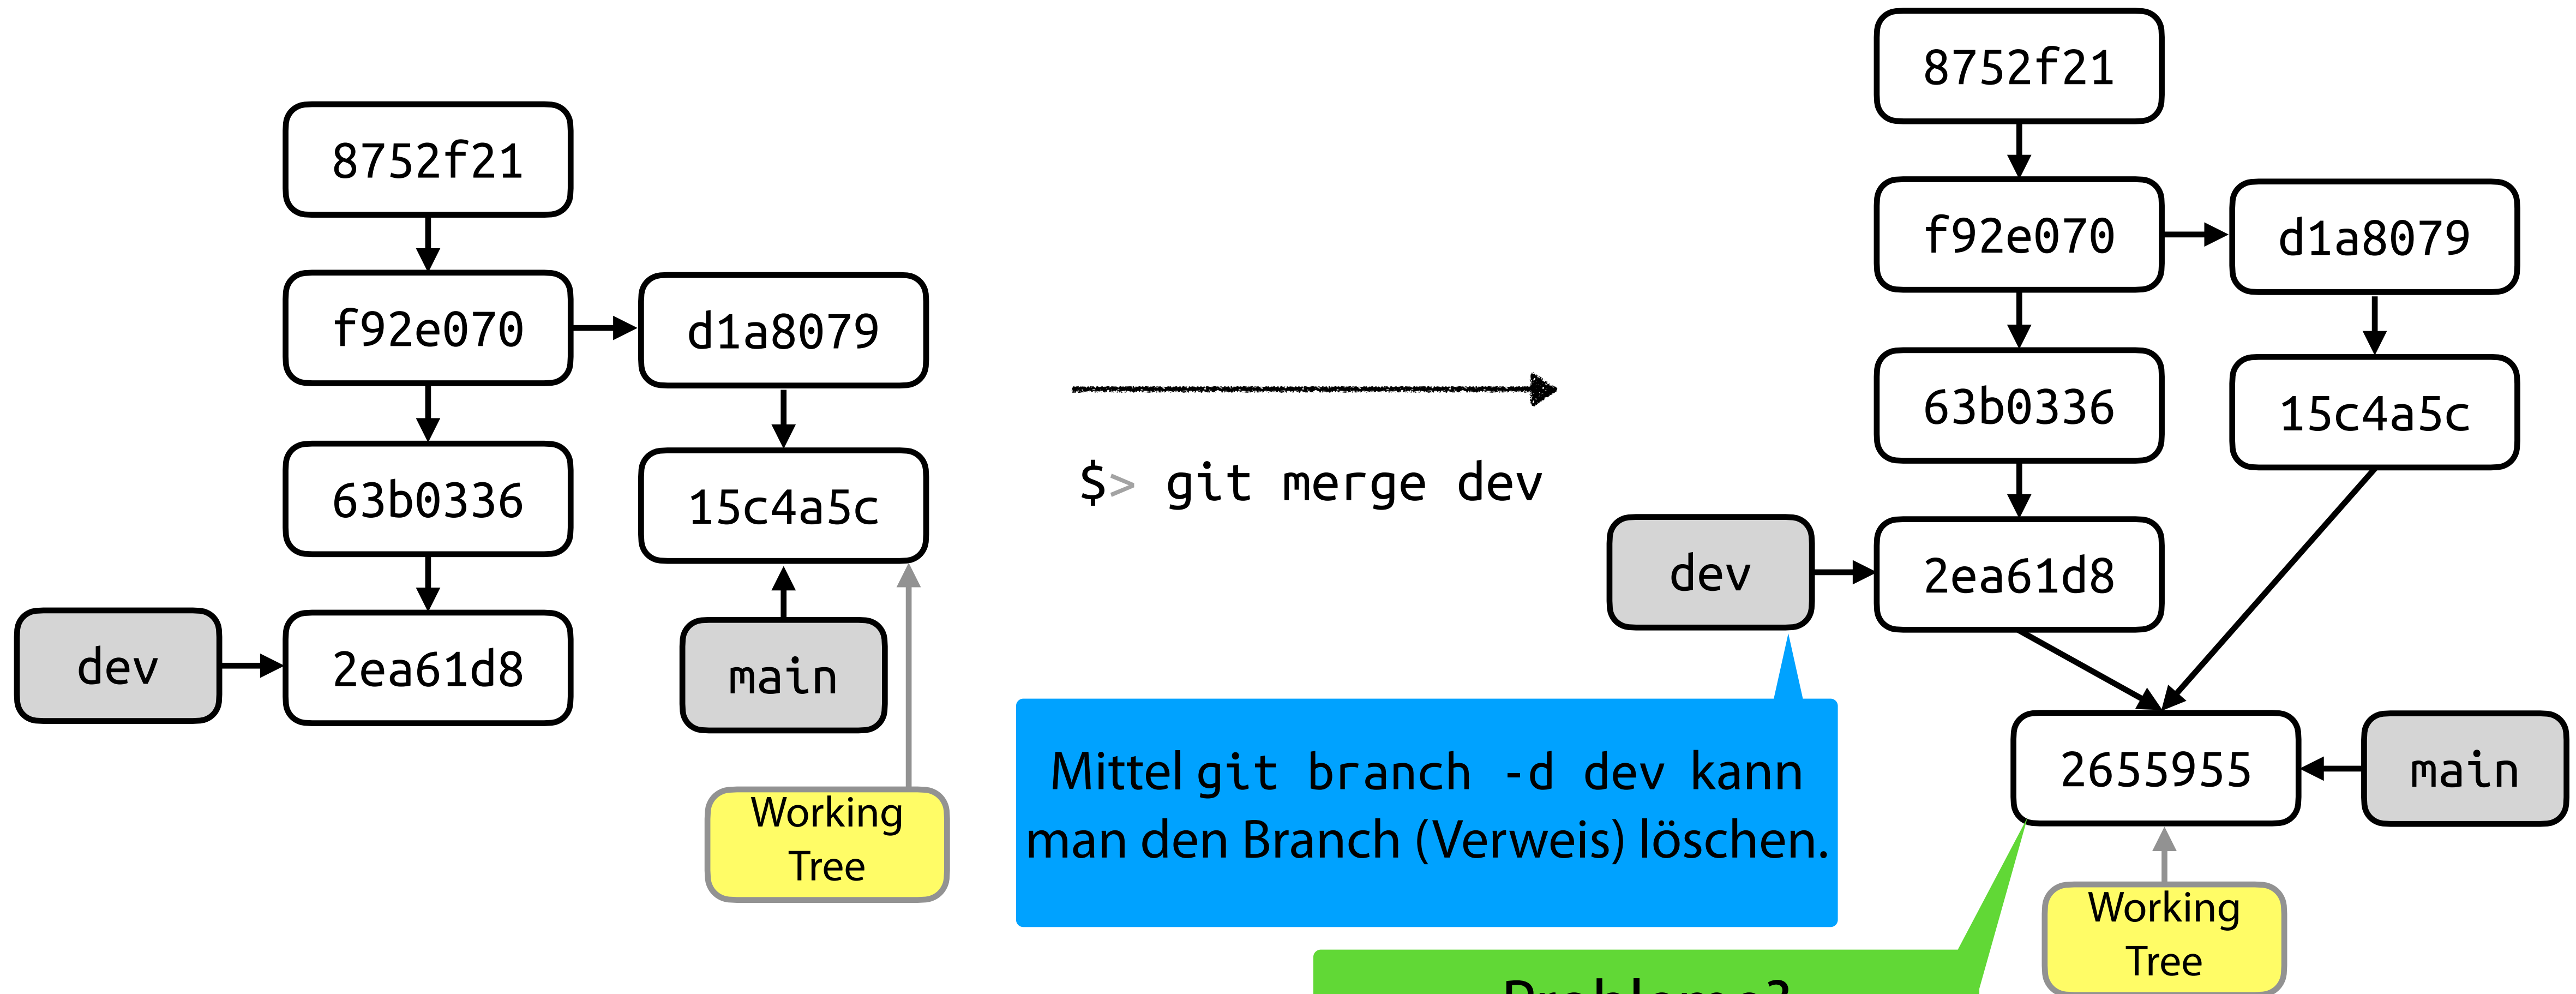 8752f21
f92e070
d1a8079
63b0336
15c4a5c
dev
2ea61d8
main
Working
Tree
$> git merge dev
8752f21
f92e070
d1a8079
63b0336
15c4a5c
dev
2ea61d8
Mittel git branch -d dev kann
man den Branch (Verweis) löschen.
2655955
main
Working
Tree
Probleme?